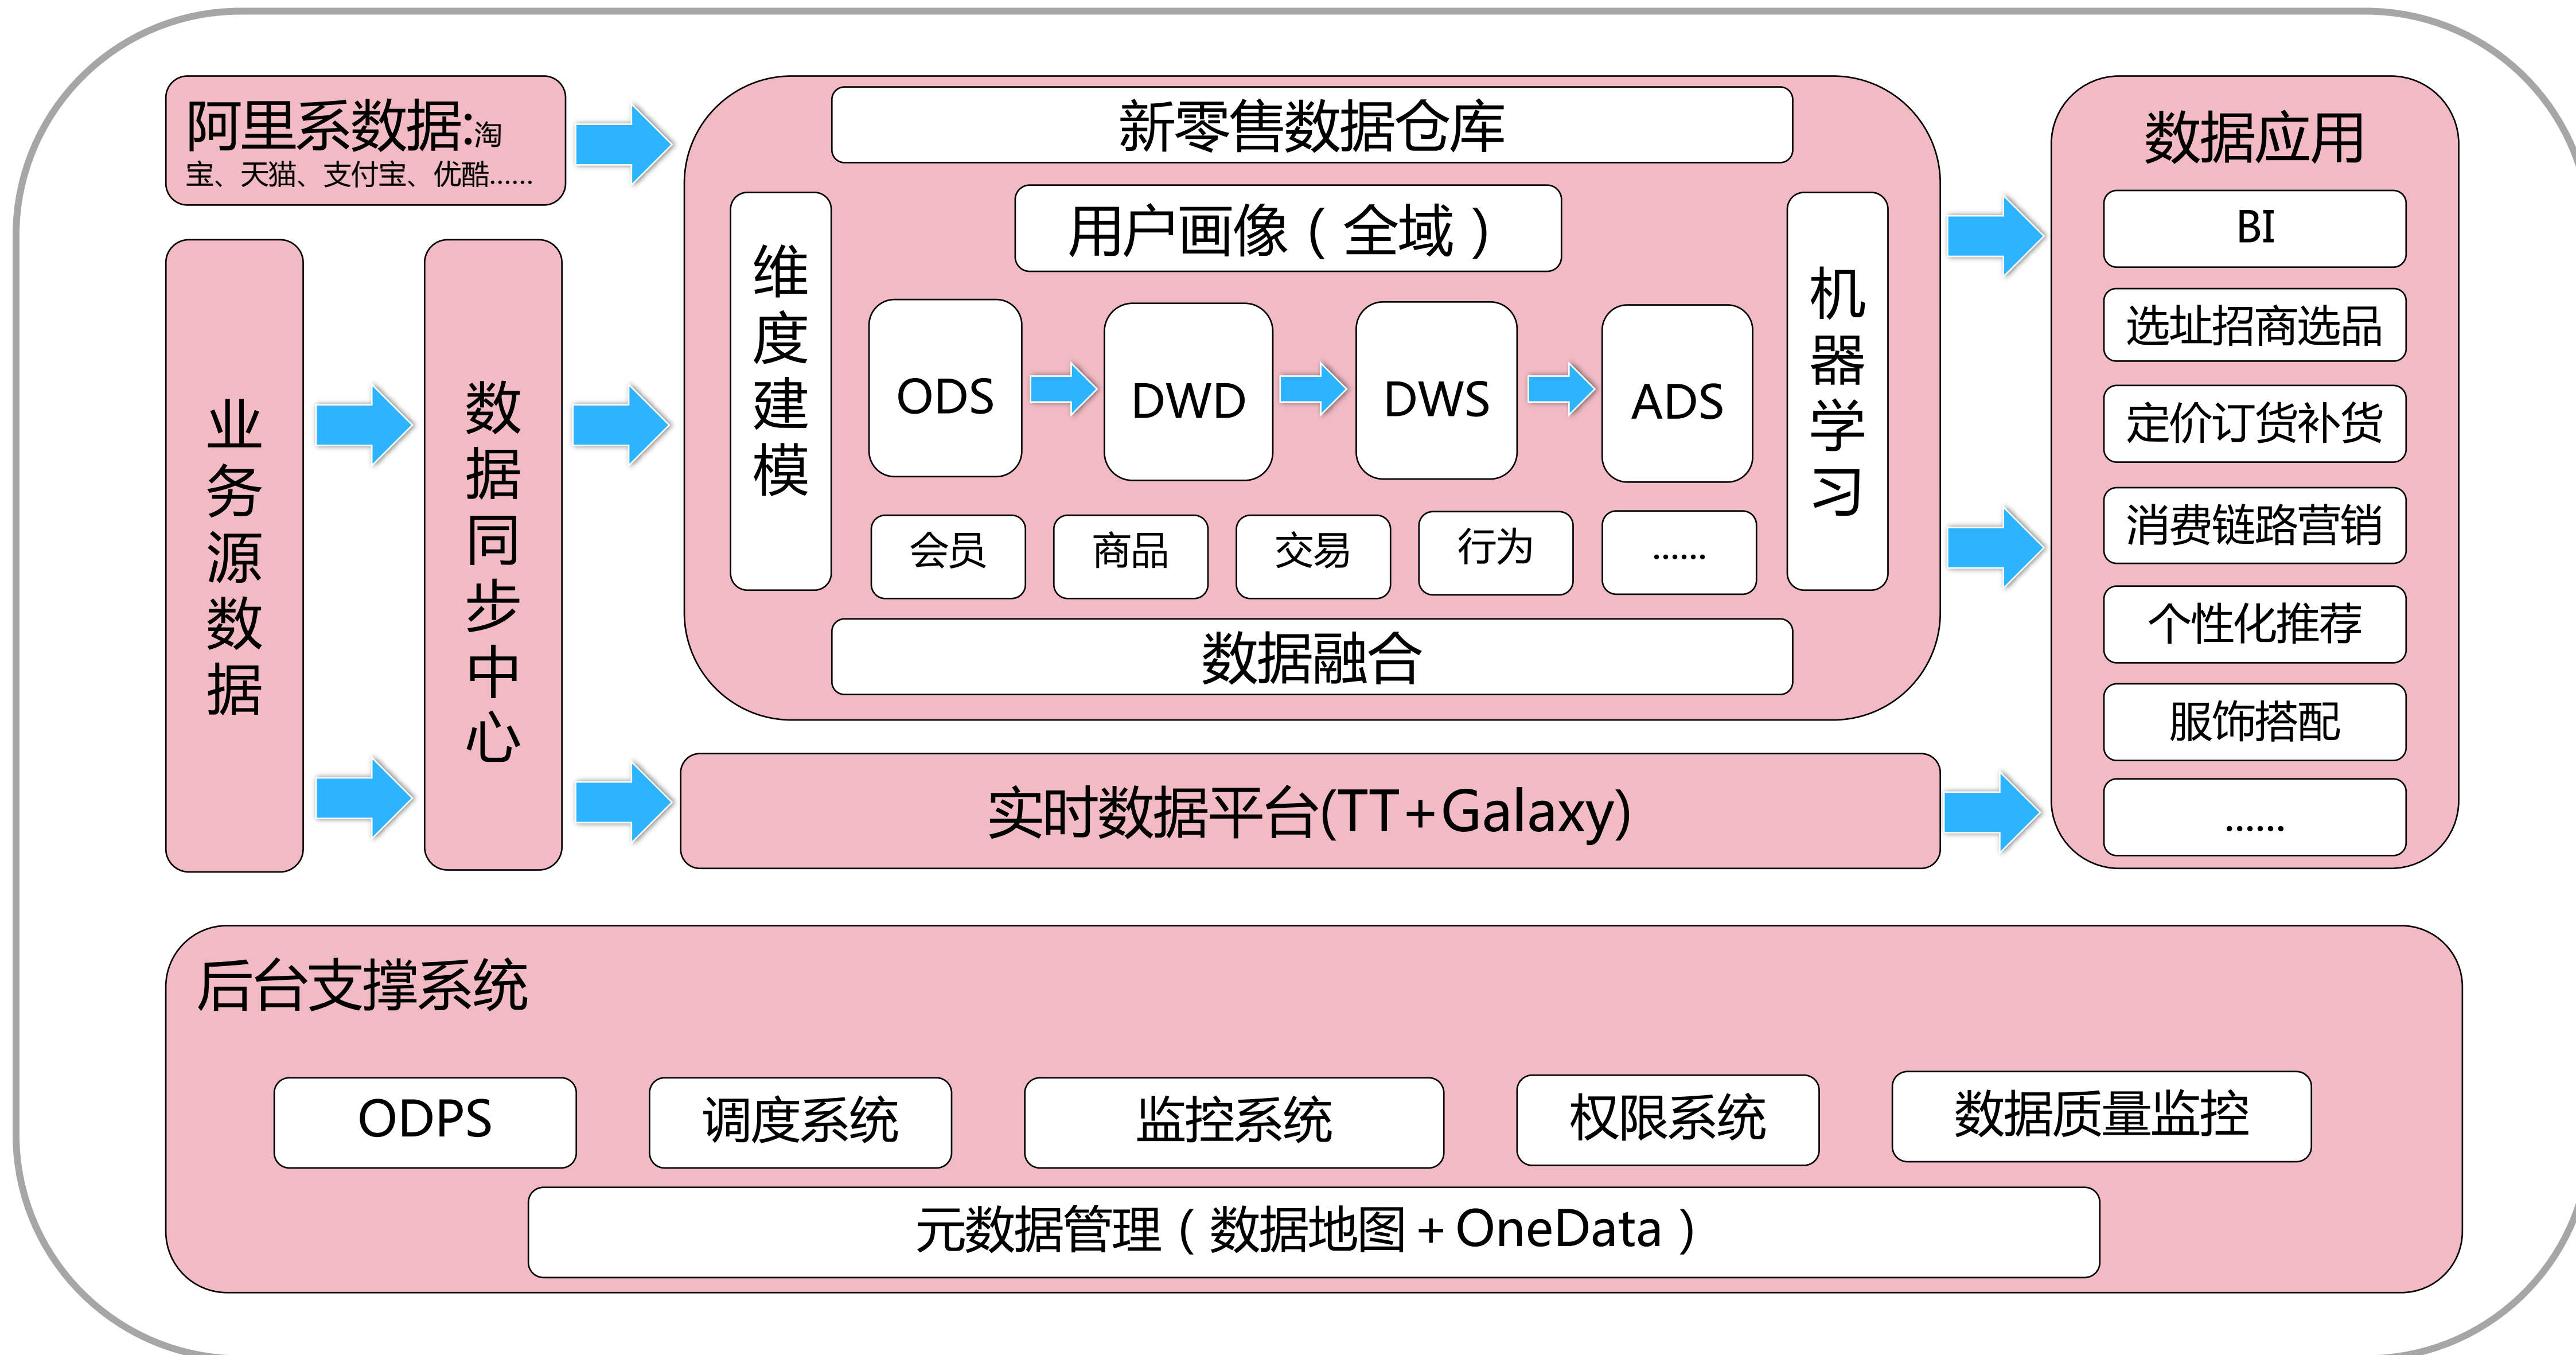 阿里系数据:淘
宝、天猫、支付宝、优酷......
业务源数据
数据同步中心
新零售数据仓库
用户画像（全域）
维度建模
ODS
DWD
DWS
ADS
会员
商品
交易
行为
......
机器学习
数据融合
实时数据平台(TT+Galaxy)
数据应用
BI
选址招商选品
定价订货补货
消费链路营销
个性化推荐
服饰搭配
......
后台支撑系统
ODPS
调度系统
监控系统
权限系统
数据质量监控
元数据管理（数据地图+OneData）